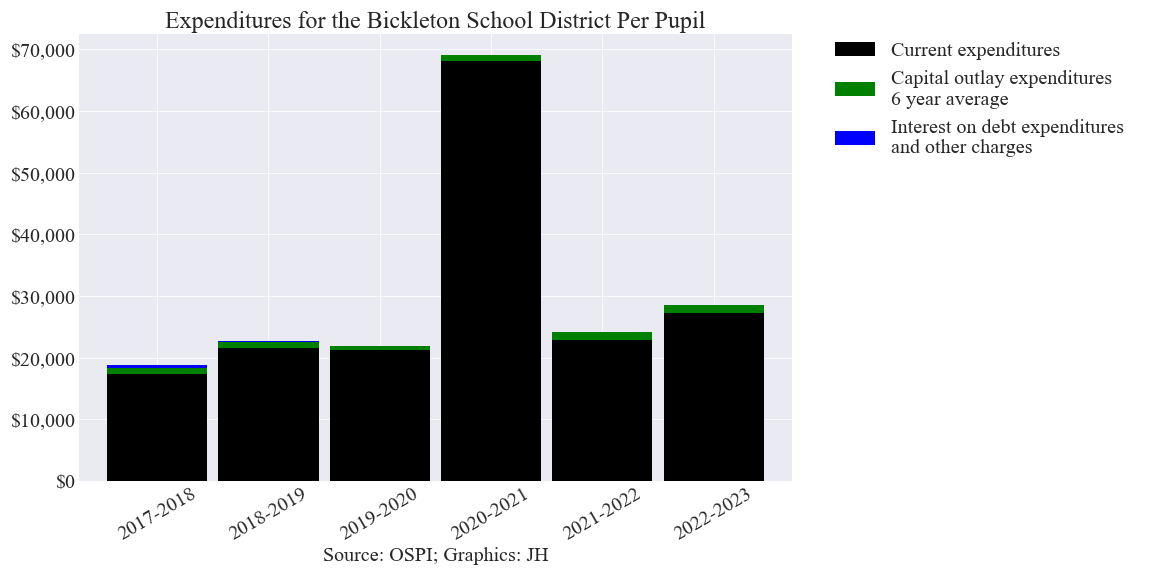 Expenditures for the Bickleton School District Per Pupil
$70,000
$60,000
$50,000
$40,000
$30,000
$20,000
$10,000
$0
2017-2018
2018-2019
2019-2020
2020-2021
2021-2022
2022-2023
Source: OSPI; Graphics: JH
Current expenditures
Capital outlay expenditures
6 year average
Interest on debt expenditures
and other charges